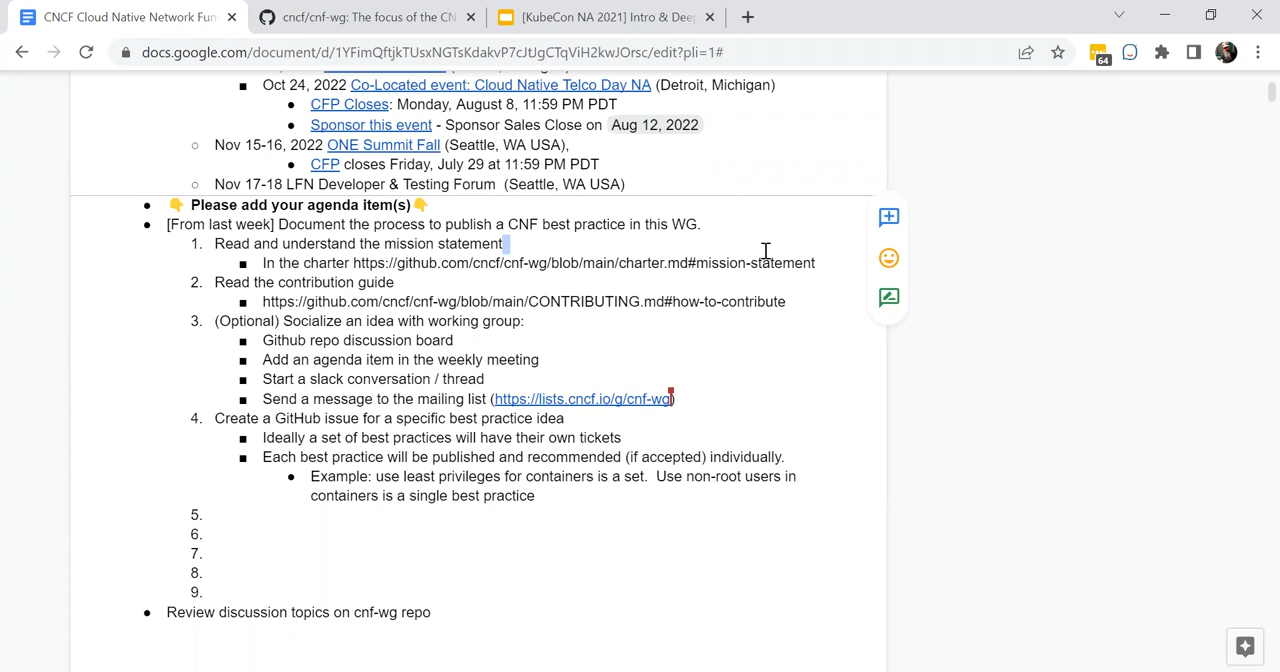 CNCF Cloud Native Network Fun
cncf/cnf-wg: The focus of the CN
[KubeCon NA 2021] Intro & Deep
docs.google.com/document/d/1YFimQftjkTUsxNGTsKdakvP7cJtJgCTqViH2kwJOrsc/edit?pli=1#
64
Oct 24, 2022 Co-Located event: Cloud Native Telco Day NA (Detroit, Michigan)
CFP Closes: Monday, August 8, 11:59 PM PDT
Sponsor this event - Sponsor Sales Close on Aug 12, 2022
Nov 15-16, 2022 ONE Summit Fall (Seattle, WA USA),
CFP closes Friday, July 29 at 11:59 PM PDT
Nov 17-18 LFN Developer & Testing Forum (Seattle, WA USA)
👇 Please add your agenda item(s)👇
[From last week] Document the process to publish a CNF best practice in this WG.
1. Read and understand the mission statement
In the charter https://github.com/cncf/cnf-wg/blob/main/charter.md#mission-statement
2. Read the contribution guide
https://github.com/cncf/cnf-wg/blob/main/CONTRIBUTING.md#how-to-contribute
3. (Optional) Socialize an idea with working group:
Github repo discussion board
Add an agenda item in the weekly meeting
Start a slack conversation / thread
Send a message to the mailing list (https://lists.cncf.io/g/cnf-wg)
4. Create a GitHub issue for a specific best practice idea
Ideally a set of best practices will have their own tickets
Each best practice will be published and recommended (if accepted) individually.
Example: use least privileges for containers is a set. Use non-root users in
containers is a single best practice
5.
6.
7.
8.
9.
Review discussion topics on cnf-wg repo